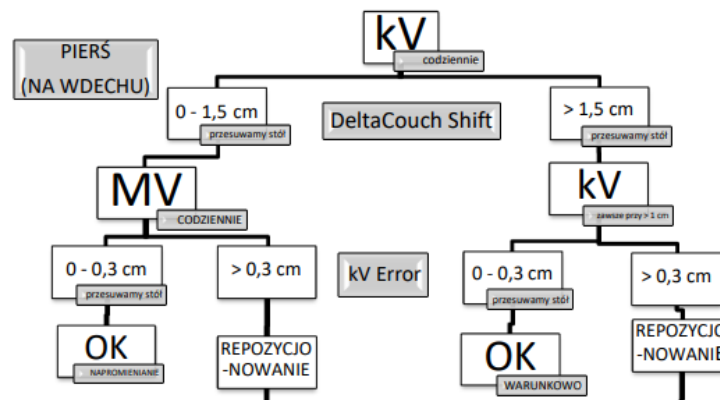 PIERŚ
(NA WDECHU)
kV
codziennie
0 - 1,5 cm
przesuwamy stół
DeltaCouch Shift
> 1,5 cm
przesuwamy stół
MV
CODZIENNIE
kV
zawsze przy > 1 cm
0 - 0,3 cm
przesuwamy stół
> 0,3 cm
kV Error
0 - 0,3 cm
przesuwamy stół
> 0,3 cm
OK
NAPROMIENIANIE
REPOZYCJO
-NOWANIE
OK
WARUNKOWO
REPOZYCJO
-NOWANIE